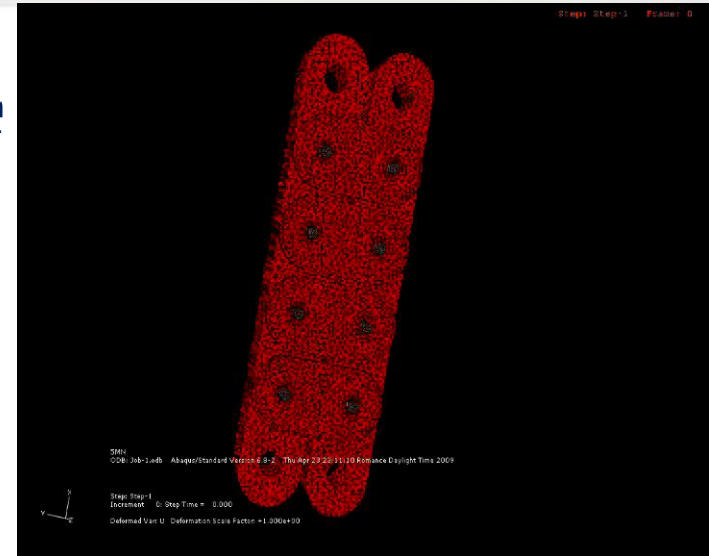 Step: Step-1 Frame: 0
SMN
ODB: Job-1.odb Abaqus/Standard Version 6.8-2 Thu Apr 23 22:11:10 Romance Daylight Time 2009
Step: Step-1
Increment 0: Step Time = 0.000
Deformed Var: U Deformation Scale Factor: +1.000e+00
Y
Z